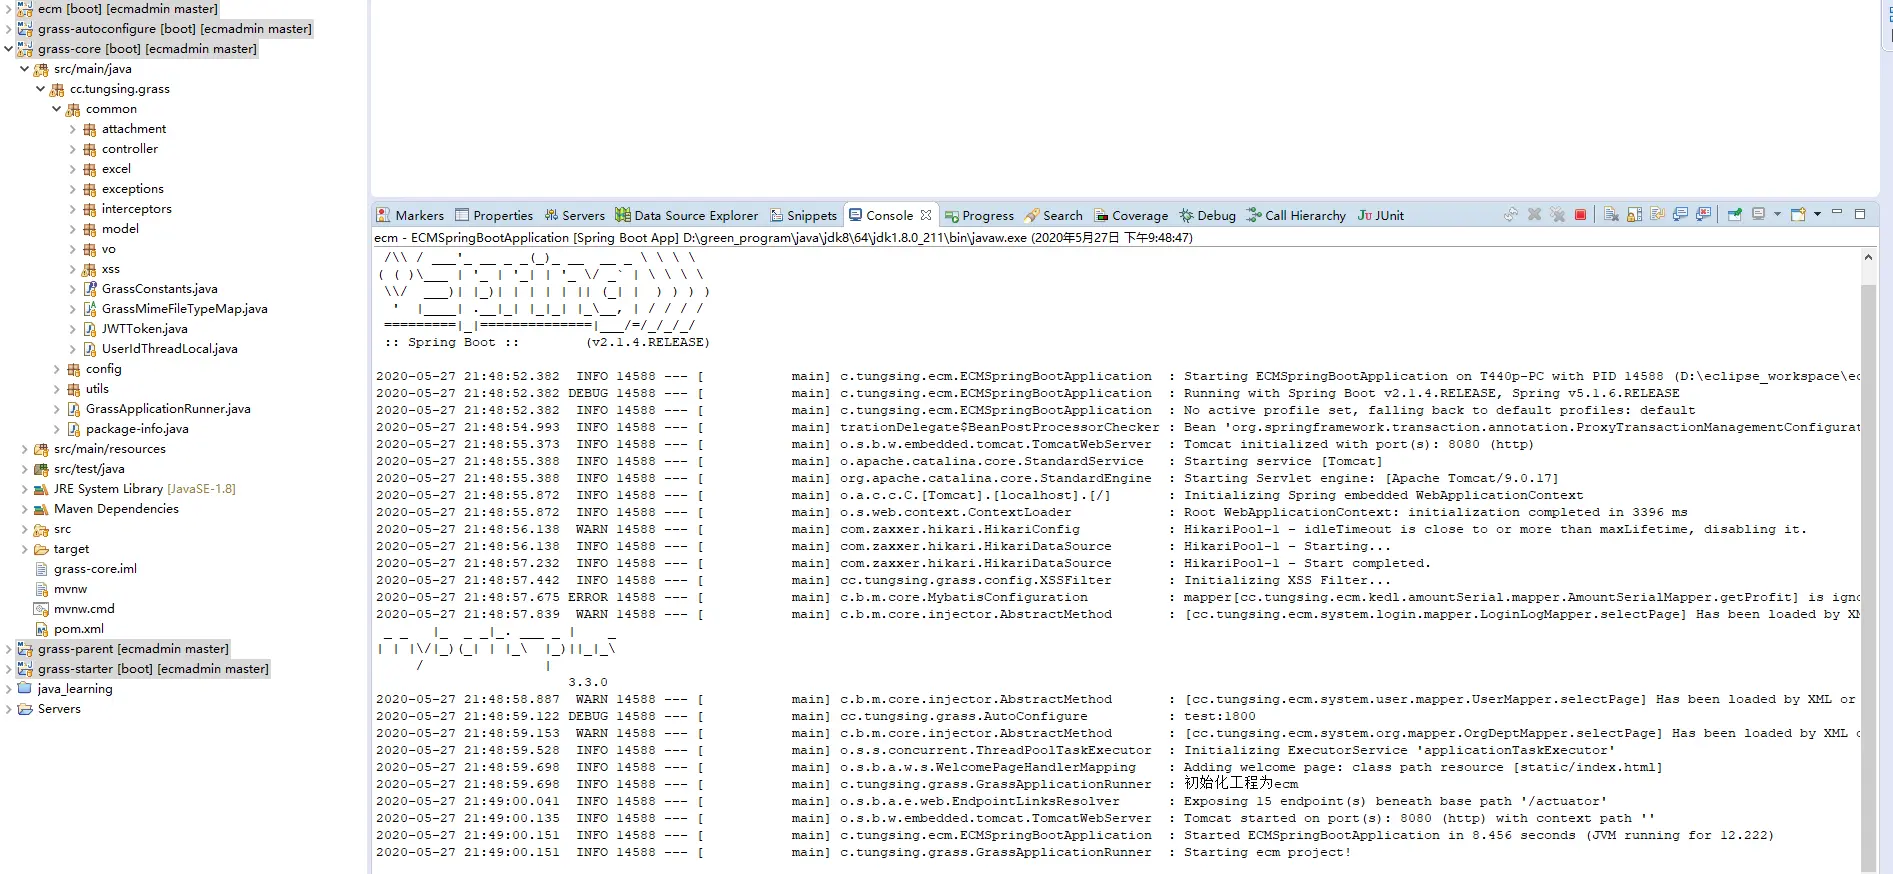 ecm [boot] [ecmadmin master]
grass-autoconfigure [boot] [ecmadmin master]
grass-core [boot] [ecmadmin master]
src/main/java
cc.tungsing.grass
common
attachment
controller
excel
exceptions
interceptors
model
vo
xss
GrassConstants.java
GrassMimeFileTypeMap.java
JWTToken.java
UserIdThreadLocal.java
config
utils
GrassApplicationRunner.java
package-info.java
src/main/resources
src/test/java
JRE System Library [JavaSE-1.8]
Maven Dependencies
src
target
grass-core.iml
mvnw
mvnw.cmd
pom.xml
grass-parent [ecmadmin master]
grass-starter [boot] [ecmadmin master]
java_learning
Servers
Markers Properties Servers Data Source Explorer Snippets Console Progress Search Coverage Debug Call Hierarchy JUnit
ecm - ECMSpringBootApplication [Spring Boot App] D:\green_program\java\jdk8\64\jdk1.8.0_211\bin\javaw.exe (2020年5月27日 下午9:48:47)
:: Spring Boot ::        (v2.1.4.RELEASE)
2020-05-27 21:48:52.382  INFO 14588 --- [           main] c.tungsing.ecm.ECMSpringBootApplication  : Starting ECMSpringBootApplication on T440p-PC with PID 14588 (D:\eclipse_workspace\ec
2020-05-27 21:48:52.382 DEBUG 14588 --- [           main] c.tungsing.ecm.ECMSpringBootApplication  : Running with Spring Boot v2.1.4.RELEASE, Spring v5.1.6.RELEASE
2020-05-27 21:48:52.382  INFO 14588 --- [           main] c.tungsing.ecm.ECMSpringBootApplication  : No active profile set, falling back to default profiles: default
2020-05-27 21:48:54.993  INFO 14588 --- [           main] trationDelegate$BeanPostProcessorChecker : Bean 'org.springframework.transaction.annotation.ProxyTransactionManagementConfigurat
2020-05-27 21:48:55.373  INFO 14588 --- [           main] o.s.b.w.embedded.tomcat.TomcatWebServer  : Tomcat initialized with port(s): 8080 (http)
2020-05-27 21:48:55.388  INFO 14588 --- [           main] o.apache.catalina.core.StandardService   : Starting service [Tomcat]
2020-05-27 21:48:55.388  INFO 14588 --- [           main] org.apache.catalina.core.StandardEngine  : Starting Servlet engine: [Apache Tomcat/9.0.17]
2020-05-27 21:48:55.872  INFO 14588 --- [           main] o.a.c.c.C.[Tomcat].[localhost].[/]       : Initializing Spring embedded WebApplicationContext
2020-05-27 21:48:55.872  INFO 14588 --- [           main] o.s.web.context.ContextLoader            : Root WebApplicationContext: initialization completed in 3396 ms
2020-05-27 21:48:56.138  WARN 14588 --- [           main] com.zaxxer.hikari.HikariConfig           : HikariPool-1 - idleTimeout is close to or more than maxLifetime, disabling it.
2020-05-27 21:48:56.138  INFO 14588 --- [           main] com.zaxxer.hikari.HikariDataSource       : HikariPool-1 - Starting...
2020-05-27 21:48:57.232  INFO 14588 --- [           main] com.zaxxer.hikari.HikariDataSource       : HikariPool-1 - Start completed.
2020-05-27 21:48:57.442  INFO 14588 --- [           main] cc.tungsing.grass.config.XSSFilter       : Initializing XSS Filter...
2020-05-27 21:48:57.675 ERROR 14588 --- [           main] c.b.m.core.MybatisConfiguration          : mapper[cc.tungsing.ecm.kedl.amountSerial.mapper.AmountSerialMapper.getProfit] is igno
2020-05-27 21:48:57.839  WARN 14588 --- [           main] c.b.m.core.injector.AbstractMethod       : [cc.tungsing.ecm.system.login.mapper.LoginLogMapper.selectPage] Has been loaded by XM
3.3.0
2020-05-27 21:48:58.887  WARN 14588 --- [           main] c.b.m.core.injector.AbstractMethod       : [cc.tungsing.ecm.system.user.mapper.UserMapper.selectPage] Has been loaded by XML or
2020-05-27 21:48:59.122 DEBUG 14588 --- [           main] cc.tungsing.grass.AutoConfigure          : test:1800
2020-05-27 21:48:59.153  WARN 14588 --- [           main] c.b.m.core.injector.AbstractMethod       : [cc.tungsing.ecm.system.org.mapper.OrgDeptMapper.selectPage] Has been loaded by XML o
2020-05-27 21:48:59.528  INFO 14588 --- [           main] o.s.s.concurrent.ThreadPoolTaskExecutor  : Initializing ExecutorService 'applicationTaskExecutor'
2020-05-27 21:48:59.698  INFO 14588 --- [           main] o.s.b.a.w.s.WelcomePageHandlerMapping    : Adding welcome page: class path resource [static/index.html]
2020-05-27 21:48:59.698  INFO 14588 --- [           main] c.tungsing.grass.GrassApplicationRunner  : 初始化工程为ecm
2020-05-27 21:49:00.041  INFO 14588 --- [           main] o.s.b.a.e.web.EndpointLinksResolver      : Exposing 15 endpoint(s) beneath base path '/actuator'
2020-05-27 21:49:00.135  INFO 14588 --- [           main] o.s.b.w.embedded.tomcat.TomcatWebServer  : Tomcat started on port(s): 8080 (http) with context path ''
2020-05-27 21:49:00.151  INFO 14588 --- [           main] c.tungsing.ecm.ECMSpringBootApplication  : Started ECMSpringBootApplication in 8.456 seconds (JVM running for 12.222)
2020-05-27 21:49:00.151  INFO 14588 --- [           main] c.tungsing.grass.GrassApplicationRunner  : Starting ecm project!